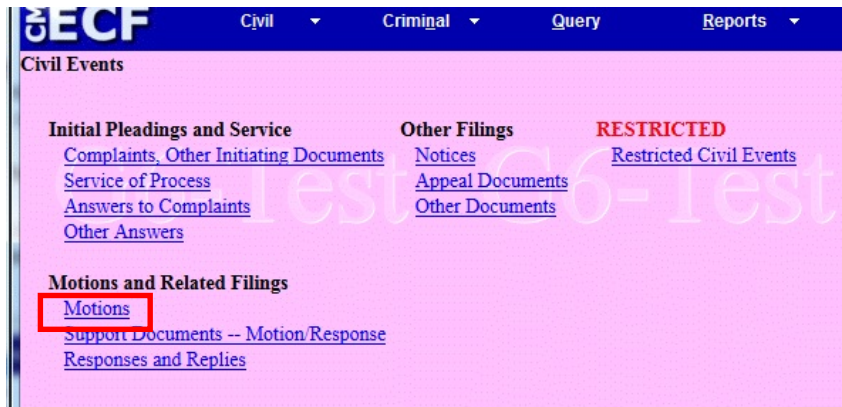 CM ECF Civil Criminal Query Reports
Civil Events
Initial Pleadings and Service
Complaints, Other Initiating Documents
Service of Process
Answers to Complaints
Other Answers
Other Filings
Notices
Appeal Documents
Other Documents
RESTRICTED
Restricted Civil Events
Motions and Related Filings
Motions
Support Documents -- Motion/Response
Responses and Replies
C6-Test C6-Test